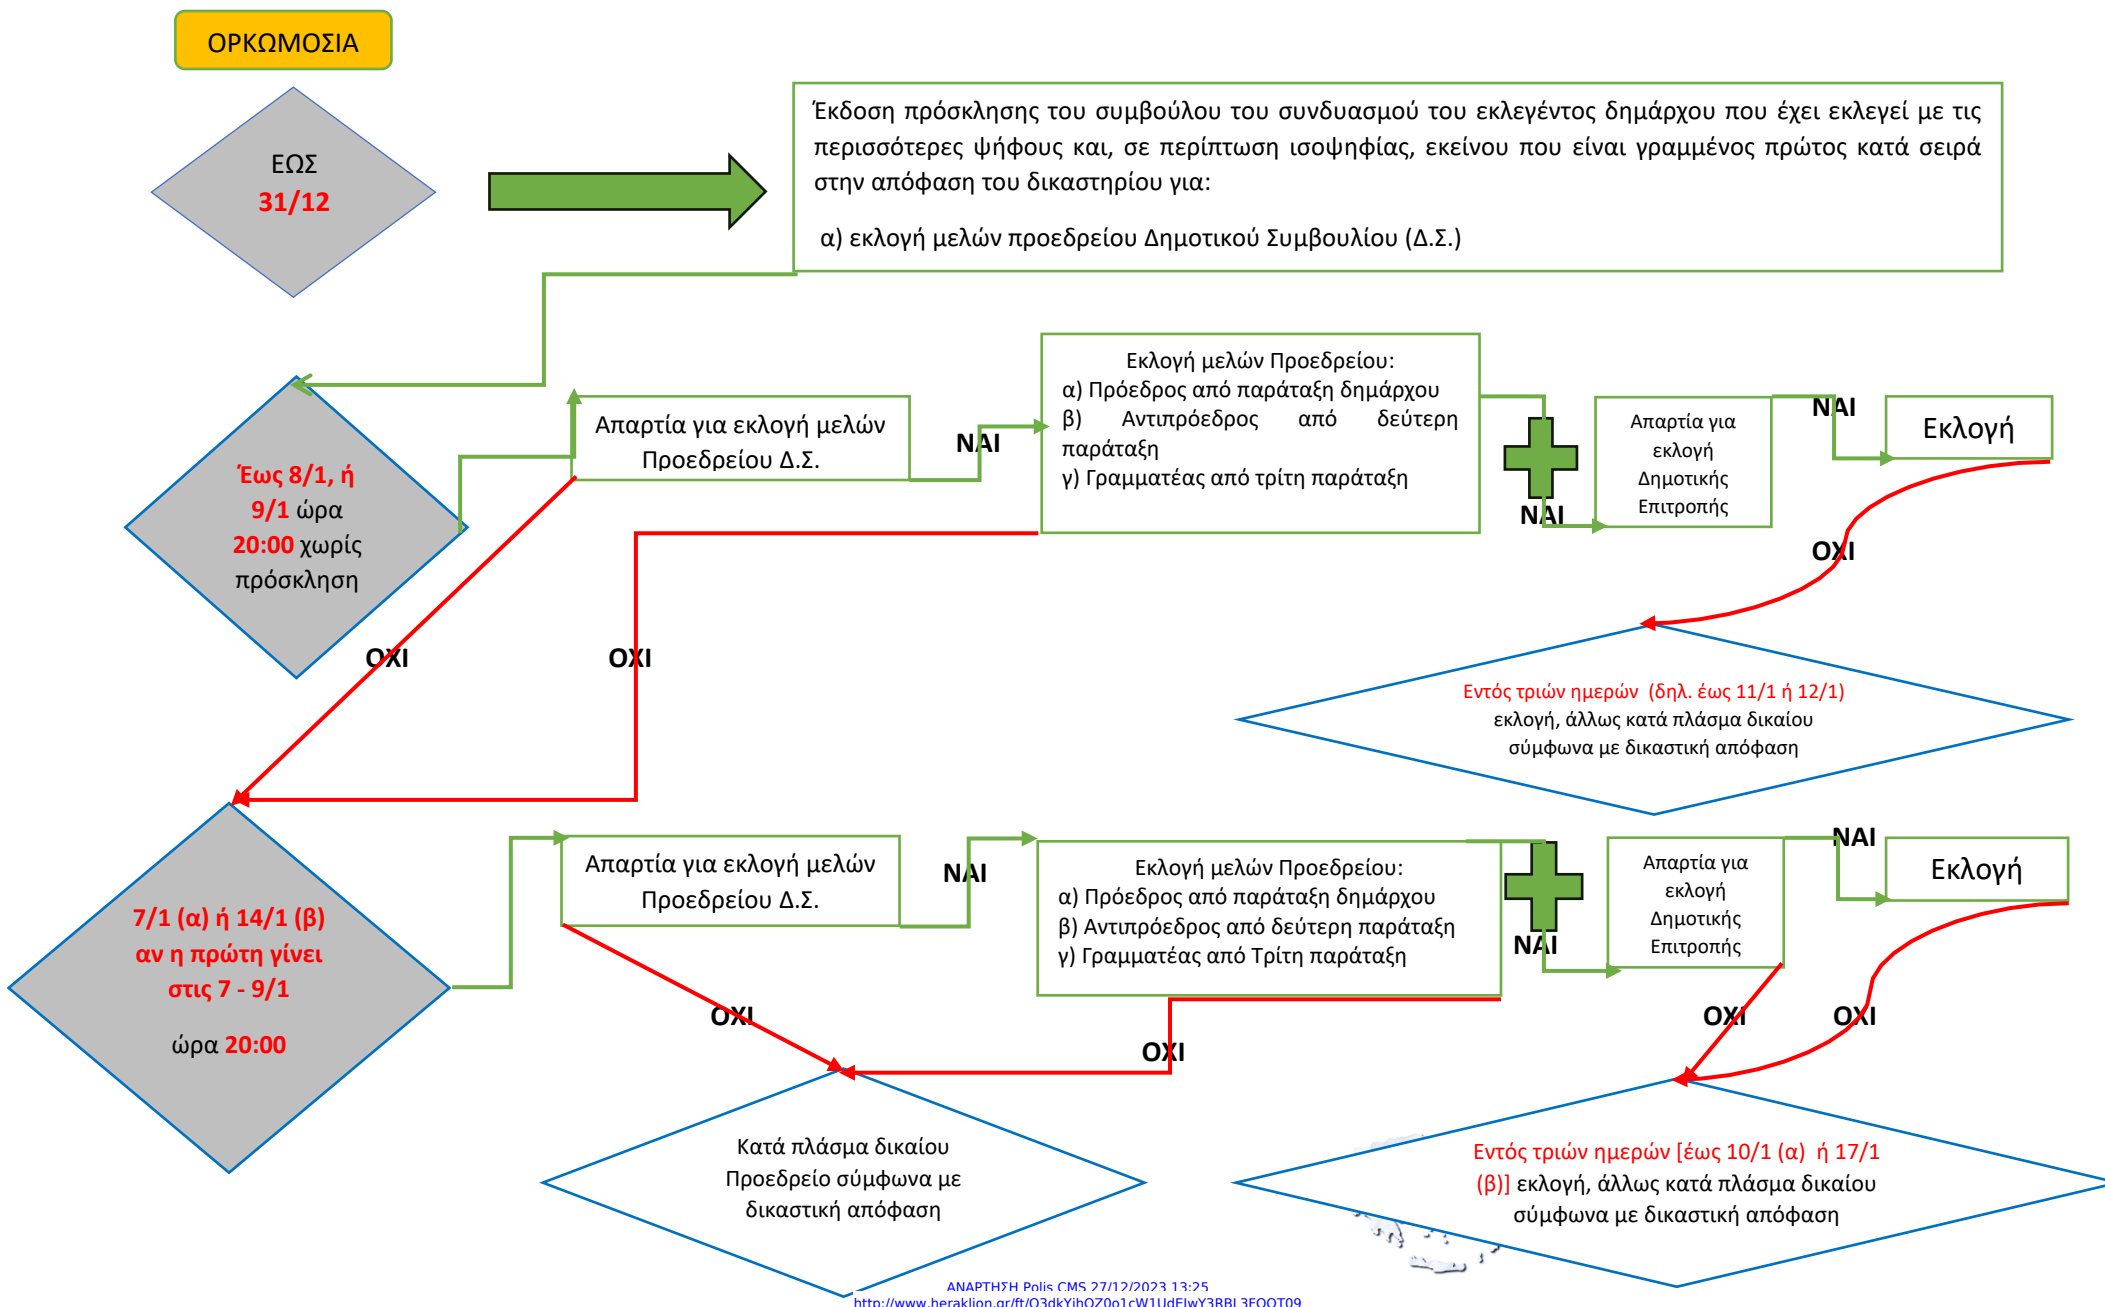 ΟΡΚΩΜΟΣΙΑ
ΕΩΣ
31/12
Έκδοση πρόσκλησης του συμβούλου του συνδυασμού του εκλεγέντος δημάρχου που έχει εκλεγεί με τις
περισσότερες ψήφους και, σε περίπτωση ισοψηφίας, εκείνου που είναι γραμμένος πρώτος κατά σειρά
στην απόφαση του δικαστηρίου για:
α) εκλογή μελών προεδρείου Δημοτικού Συμβουλίου (Δ.Σ.)
Έως 8/1, ή
9/1 ώρα
20:00 χωρίς
πρόσκληση
Απαρτία για εκλογή μελών
Προεδρείου Δ.Σ.
ΝΑΙ
Εκλογή μελών Προεδρείου:
α) Πρόεδρος από παράταξη δημάρχου
β) Αντιπρόεδρος από δεύτερη
παράταξη
γ) Γραμματέας από τρίτη παράταξη
ΝΑΙ
Απαρτία για
εκλογή
Δημοτικής
Επιτροπής
ΝΑΙ
Εκλογή
ΟΧΙ
ΟΧΙ
ΟΧΙ
Εντός τριών ημερών (δηλ. έως 11/1 ή 12/1)
εκλογή, άλλως κατά πλάσμα δικαίου
σύμφωνα με δικαστική απόφαση
7/1 (α) ή 14/1 (β)
αν η πρώτη γίνει
στις 7 - 9/1
ώρα 20:00
Απαρτία για εκλογή μελών
Προεδρείου Δ.Σ.
ΝΑΙ
Εκλογή μελών Προεδρείου:
α) Πρόεδρος από παράταξη δημάρχου
β) Αντιπρόεδρος από δεύτερη παράταξη
γ) Γραμματέας από Τρίτη παράταξη
ΝΑΙ
Απαρτία για
εκλογή
Δημοτικής
Επιτροπής
ΝΑΙ
Εκλογή
ΟΧΙ
ΟΧΙ
ΟΧΙ
ΟΧΙ
Κατά πλάσμα δικαίου
Προεδρείο σύμφωνα με
δικαστική απόφαση
Εντός τριών ημερών [έως 10/1 (α) ή 17/1
(β)] εκλογή, άλλως κατά πλάσμα δικαίου
σύμφωνα με δικαστική απόφαση
ΑΝΑΡΤΗΣΗ Polis CMS 27/12/2023 13:25